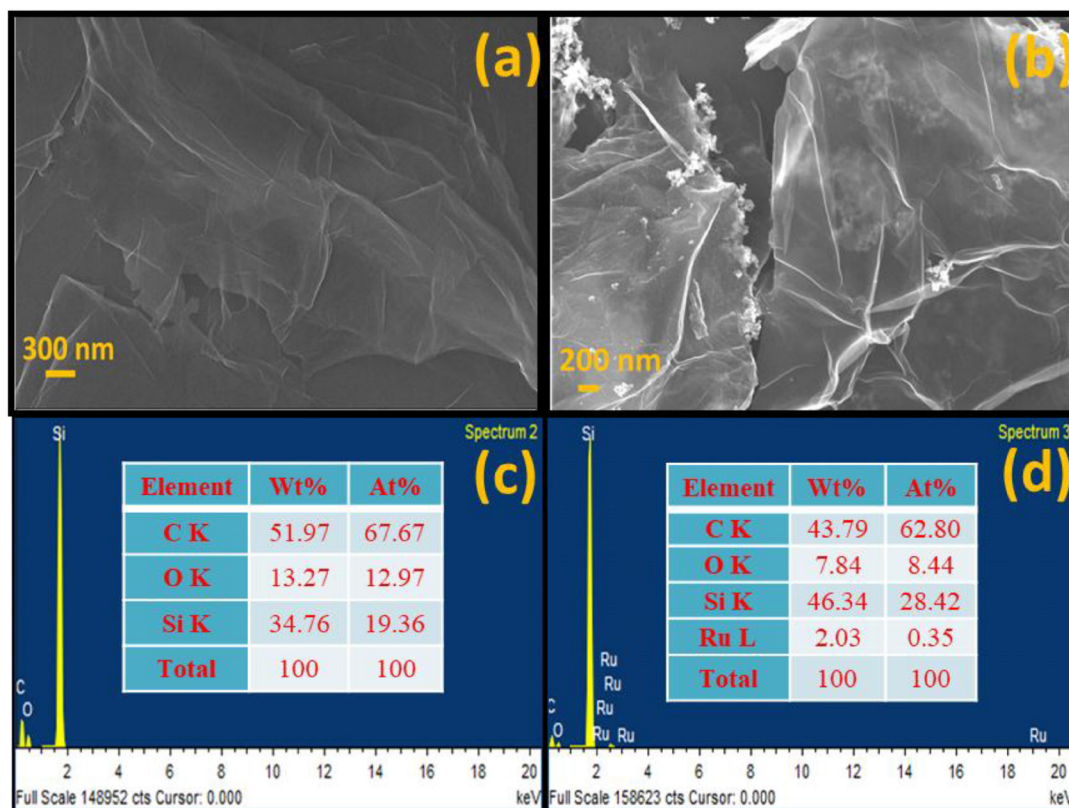 (a)
300 nm
(b)
200 nm
Si
Spectrum 2
(c)
Element Wt% At%
C K 51.97 67.67
O K 13.27 12.97
Si K 34.76 19.36
Total 100 100
C
O
2 4 6 8 10 12 14 16 18 20
Full Scale 148952 cts Cursor: 0.000 keV
Si
Spectrum 3
(d)
Element Wt% At%
C K 43.79 62.80
O K 7.84 8.44
Si K 46.34 28.42
Ru L 2.03 0.35
Total 100 100
Ru
Ru
C Ru
O Ru Ru Ru
2 4 6 8 10 12 14 16 18 20
Full Scale 158623 cts Cursor: 0.000 keV